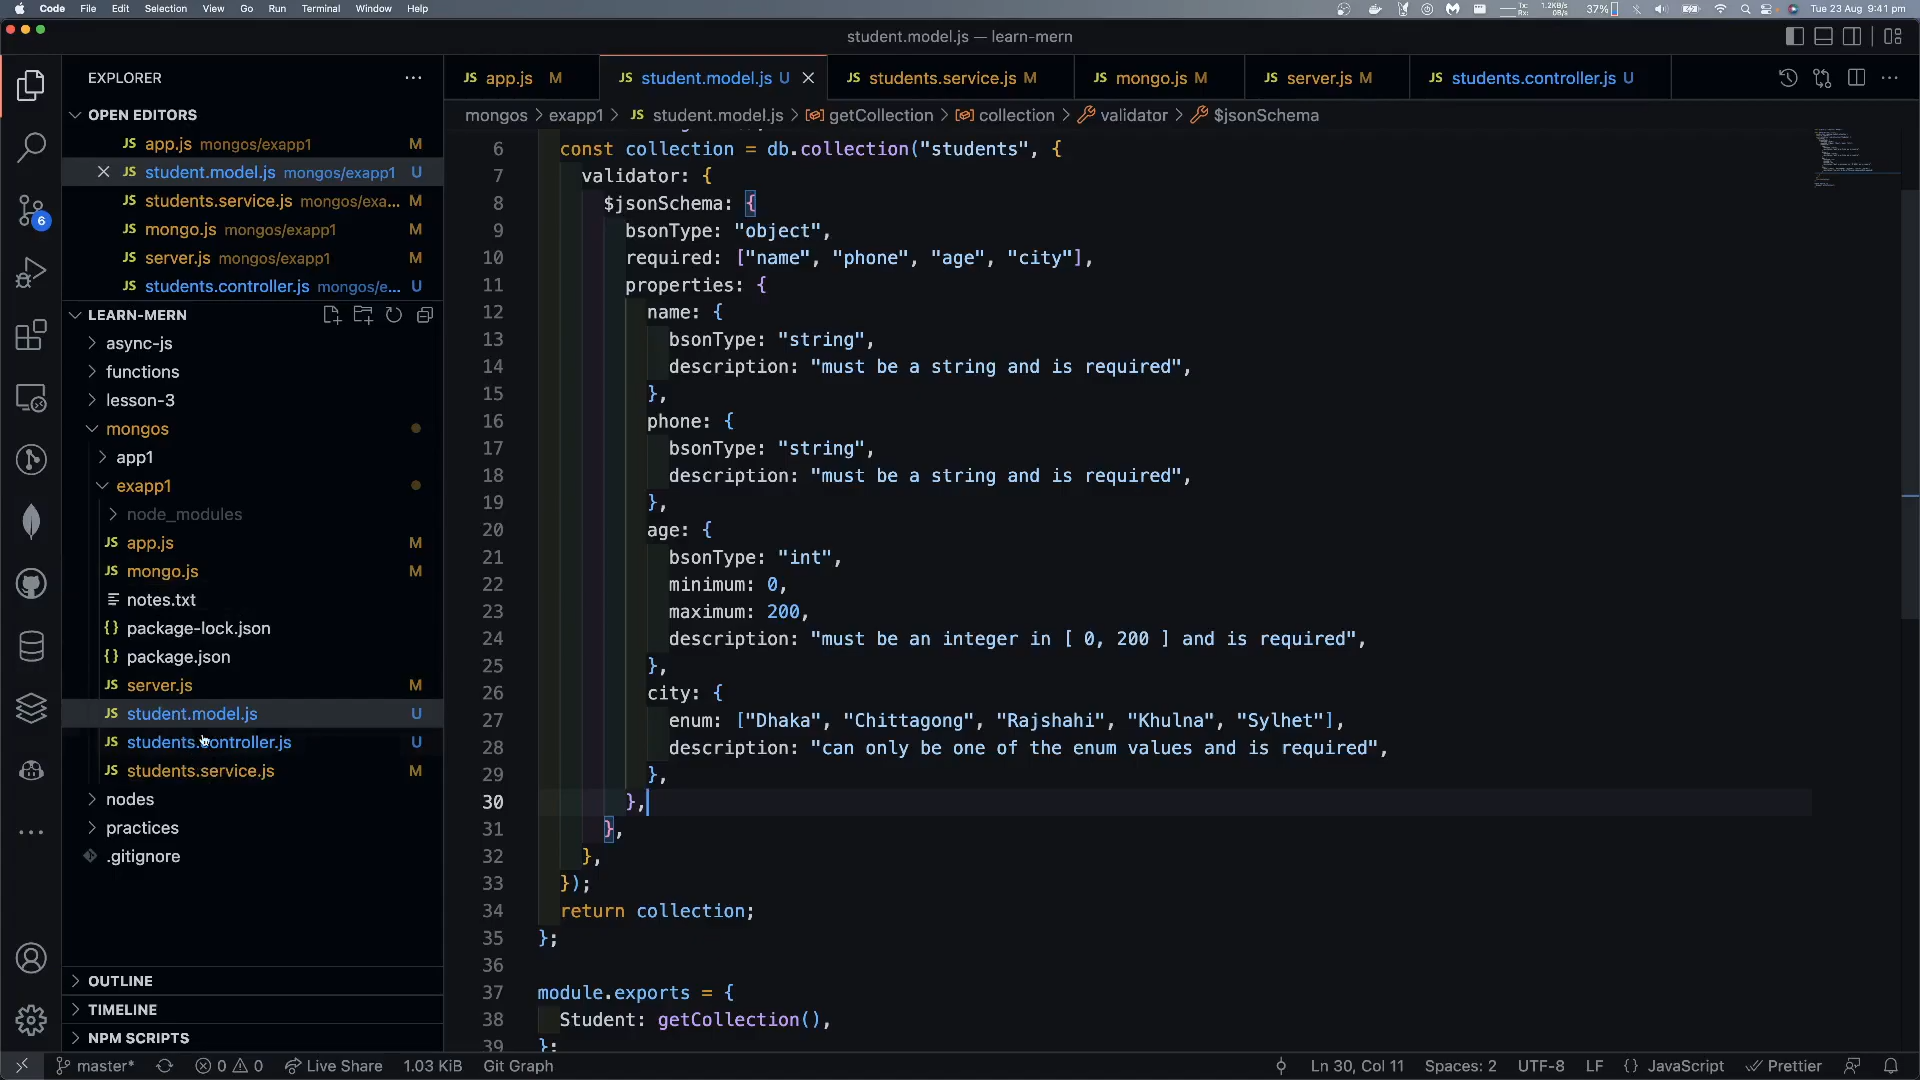 Code File Edit Selection View Go Run Terminal Window Help
37%
Tue 23 Aug 9:41 pm
student.model.js — learn-mern
EXPLORER
OPEN EDITORS
JS app.js mongos/exapp1 M
JS student.model.js mongos/exapp1 U
JS students.service.js mongos/exa... M
JS mongo.js mongos/exapp1 M
JS server.js mongos/exapp1 M
JS students.controller.js mongos/e... U
LEARN-MERN
async-js
functions
lesson-3
mongos
app1
exapp1
node_modules
JS app.js M
JS mongo.js M
notes.txt
{} package-lock.json
{} package.json
JS server.js M
JS student.model.js U
JS students.controller.js U
JS students.service.js M
nodes
practices
.gitignore
OUTLINE
TIMELINE
NPM SCRIPTS
6
JS app.js M JS student.model.js U JS students.service.js M JS mongo.js M JS server.js M JS students.controller.js U
mongos > exapp1 > JS student.model.js > getCollection > collection > validator > $jsonSchema
6 const collection = db.collection("students", {
7 validator: {
8 $jsonSchema: {
9 bsonType: "object",
10 required: ["name", "phone", "age", "city"],
11 properties: {
12 name: {
13 bsonType: "string",
14 description: "must be a string and is required",
15 },
16 phone: {
17 bsonType: "string",
18 description: "must be a string and is required",
19 },
20 age: {
21 bsonType: "int",
22 minimum: 0,
23 maximum: 200,
24 description: "must be an integer in [ 0, 200 ] and is required",
25 },
26 city: {
27 enum: ["Dhaka", "Chittagong", "Rajshahi", "Khulna", "Sylhet"],
28 description: "can only be one of the enum values and is required",
29 },
30 },
31 },
32 },
33 });
34 return collection;
35 };
36
37 module.exports = {
38 Student: getCollection(),
39 };
master* 0 0 Live Share 1.03 KiB Git Graph
Ln 30, Col 11 Spaces: 2 UTF-8 LF {} JavaScript Prettier